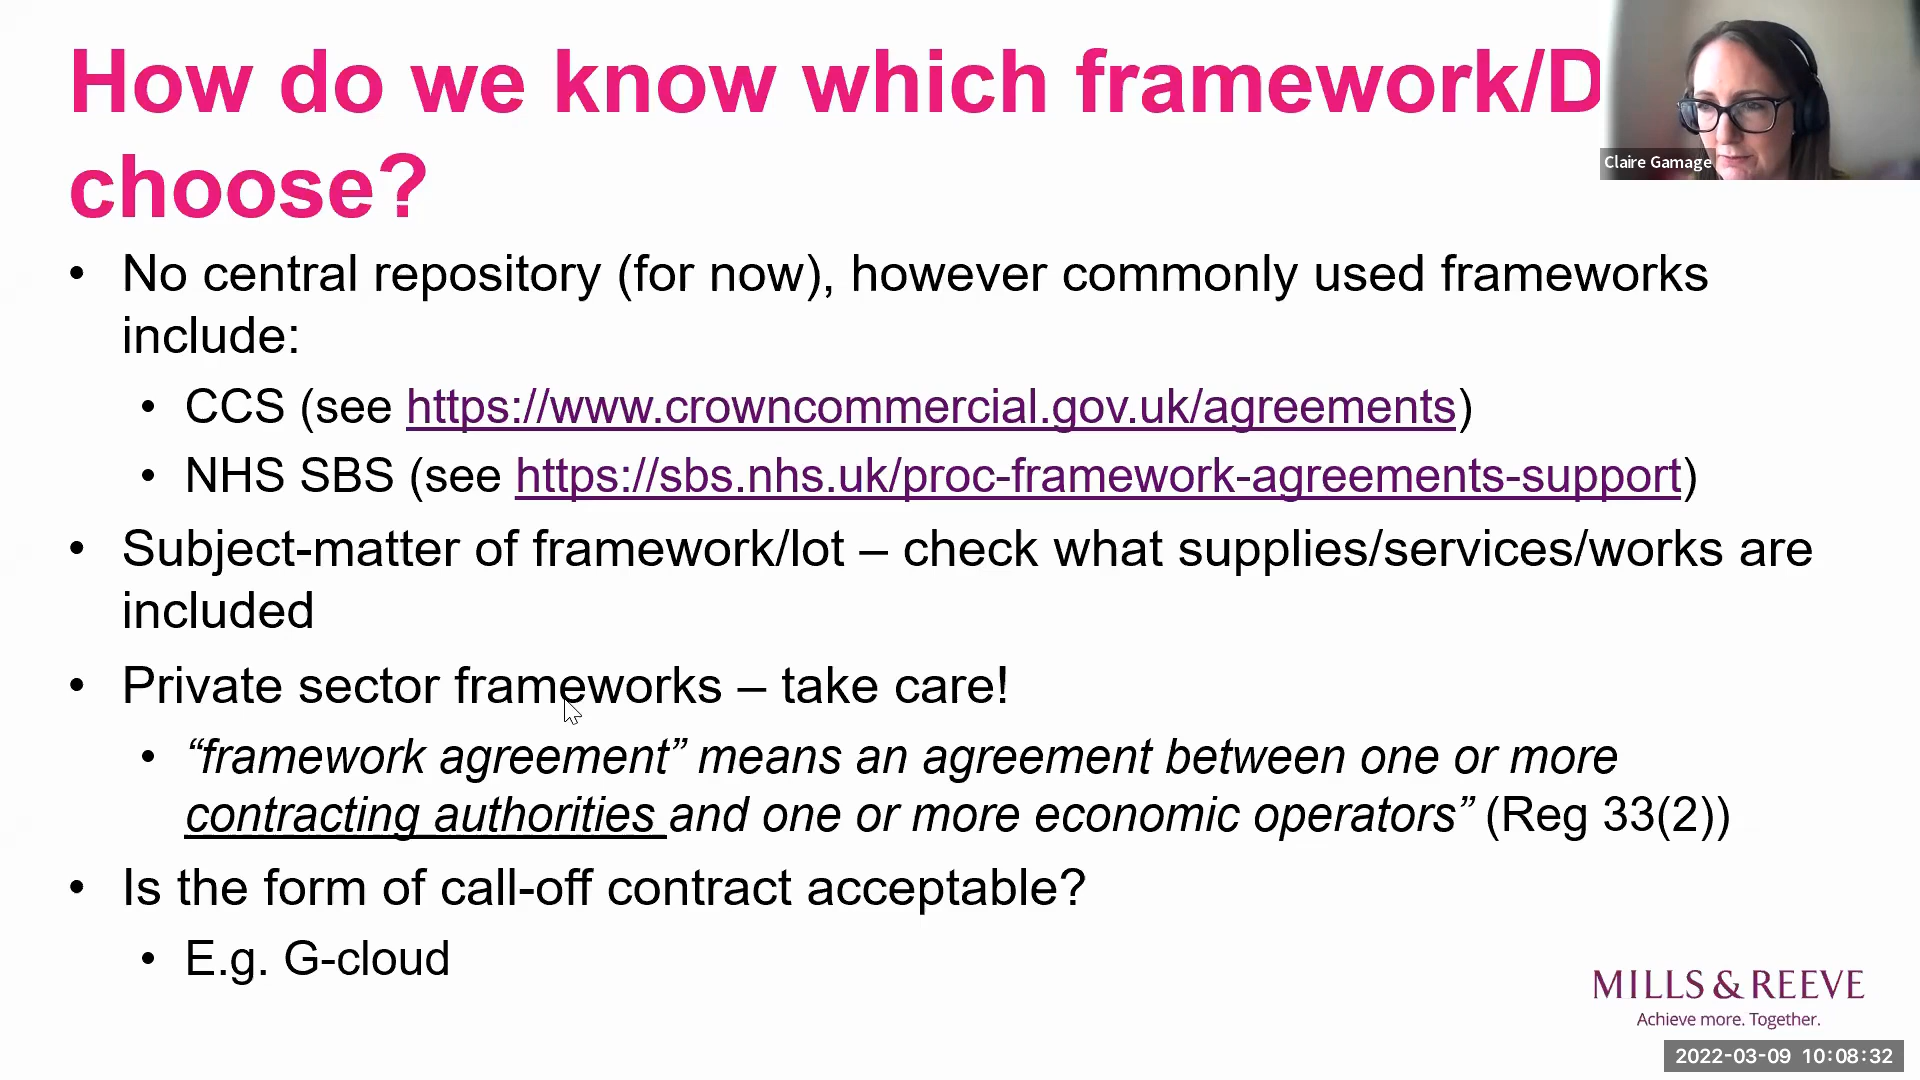 How do we know which framework/D
choose?
Claire Gamage
• No central repository (for now), however commonly used frameworks
include:
• CCS (see https://www.crowncommercial.gov.uk/agreements)
• NHS SBS (see https://sbs.nhs.uk/proc-framework-agreements-support)
• Subject-matter of framework/lot – check what supplies/services/works are
included
• Private sector frameworks – take care!
• “framework agreement” means an agreement between one or more
contracting authorities and one or more economic operators” (Reg 33(2))
• Is the form of call-off contract acceptable?
• E.g. G-cloud
MILLS & REEVE
Achieve more. Together.
2022-03-09 10:08:32